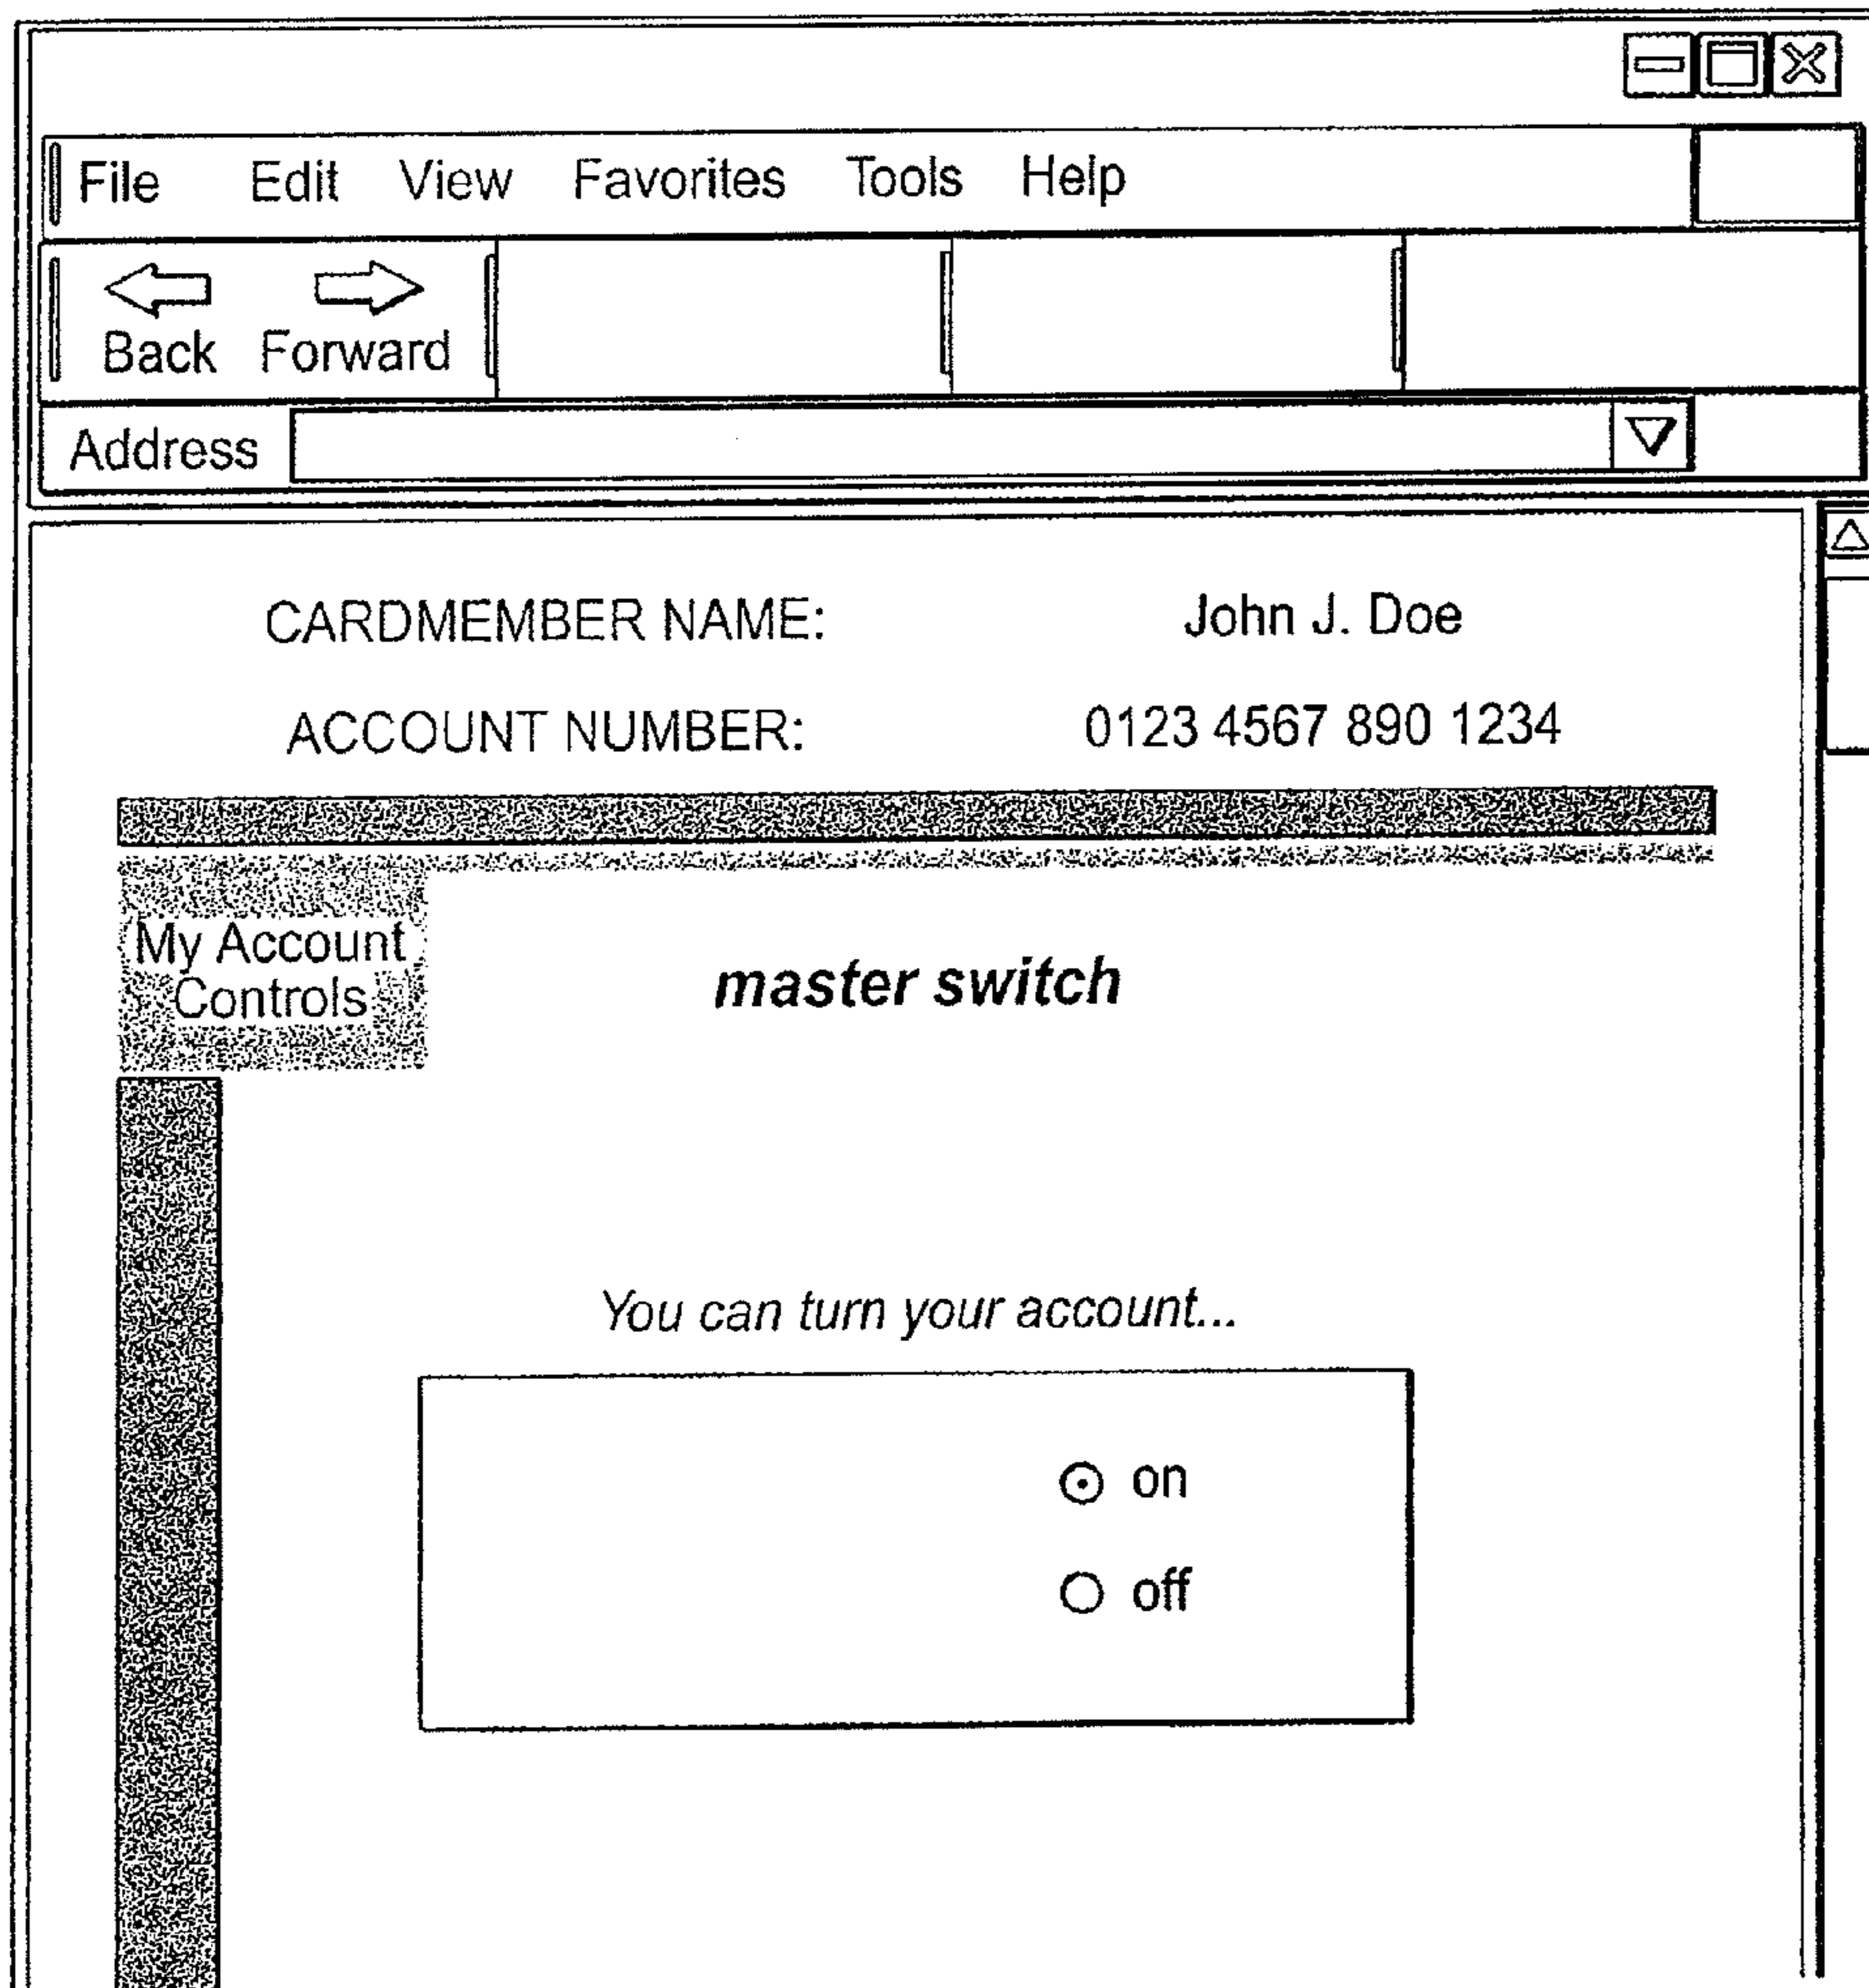 File Edit View Favorites Tools Help
Back Forward
Address
CARDMEMBER NAME: John J. Doe
ACCOUNT NUMBER: 0123 4567 890 1234
My Account
Controls
master switch
You can turn your account...
on
off